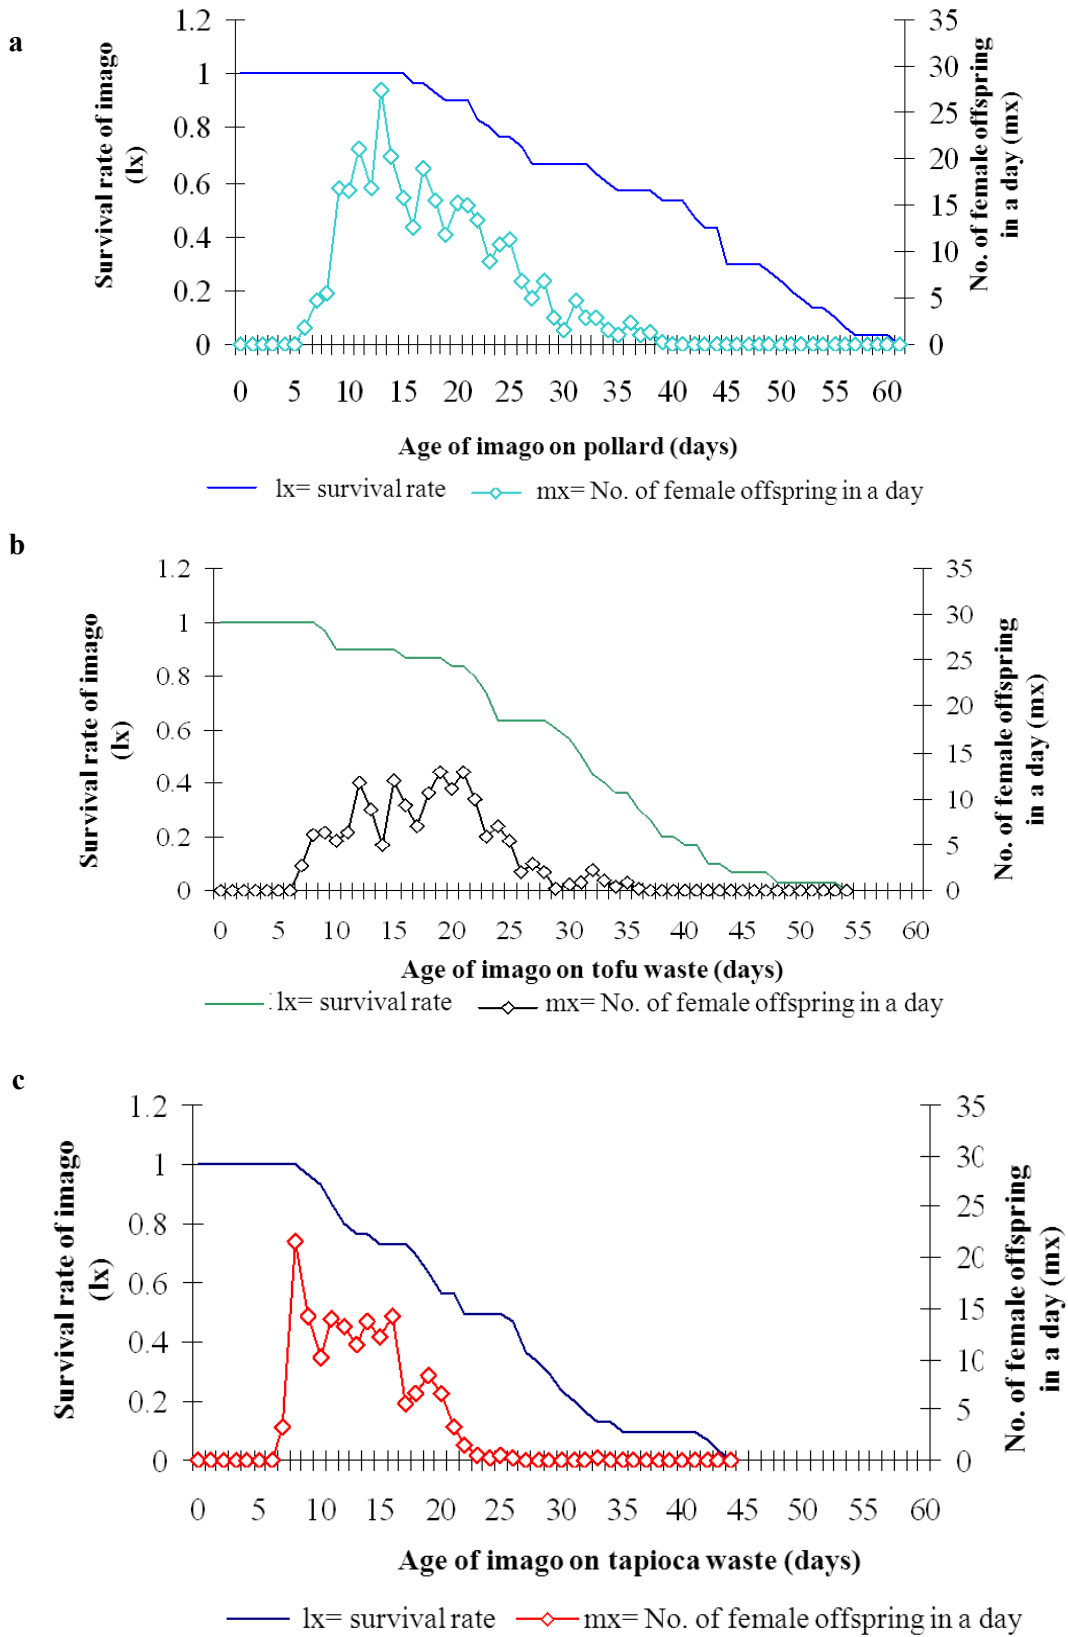 a
Survival rate of imago
(lx)
1.2
1
0.8
0.6
0.4
0.2
0
35
30
25
20
15
10
5
0
No. of female offspring
in a day (mx)
0 5 10 15 20 25 30 35 40 45 50 55 60
Age of imago on pollard (days)
lx= survival rate mx= No. of female offspring in a day
b
Survival rate of imago
(lx)
1.2
1
0.8
0.6
0.4
0.2
0
35
30
25
20
15
10
5
0
No. of female offspring
in a day (mx)
0 5 10 15 20 25 30 35 40 45 50 55 60
Age of imago on tofu waste (days)
lx= survival rate mx= No. of female offspring in a day
c
Survival rate of imago
(lx)
1.2
1
0.8
0.6
0.4
0.2
0
35
30
25
20
15
10
5
0
No. of female offspring
in a day (mx)
0 5 10 15 20 25 30 35 40 45 50 55 60
Age of imago on tapioca waste (days)
lx= survival rate mx= No. of female offspring in a day